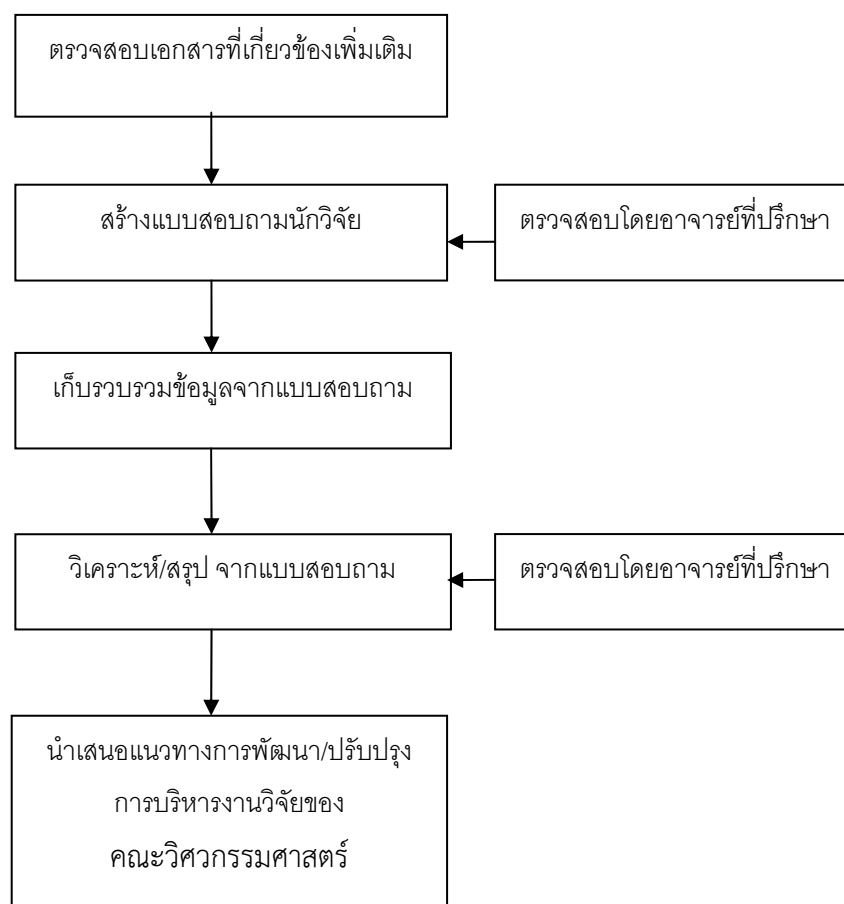 ตรวจสอบเอกสารที่เกี่ยวข้องเพิ่มเติม
สร้างแบบสอบถามนักวิจัย
ตรวจสอบโดยอาจารย์ที่ปรึกษา
เก็บรวบรวมข้อมูลจากแบบสอบถาม
วิเคราะห์/สรุป จากแบบสอบถาม
ตรวจสอบโดยอาจารย์ที่ปรึกษา
นำเสนอแนวทางการพัฒนา/ปรับปรุง
การบริหารงานวิจัยของ
คณะวิศวกรรมศาสตร์